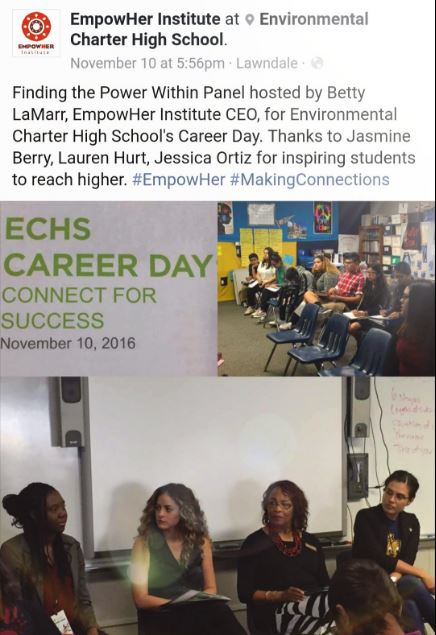 EMPOWHER
Institute
EmpowHer Institute at Environmental
Charter High School.
November 10 at 5:56pm · Lawndale ·
Finding the Power Within Panel hosted by Betty
LaMarr, EmpowHer Institute CEO, for Environmental
Charter High School's Career Day. Thanks to Jasmine
Berry, Lauren Hurt, Jessica Ortiz for inspiring students
to reach higher. #EmpowHer #MakingConnections
ECHS
CAREER DAY
CONNECT FOR
SUCCESS
November 10, 2016